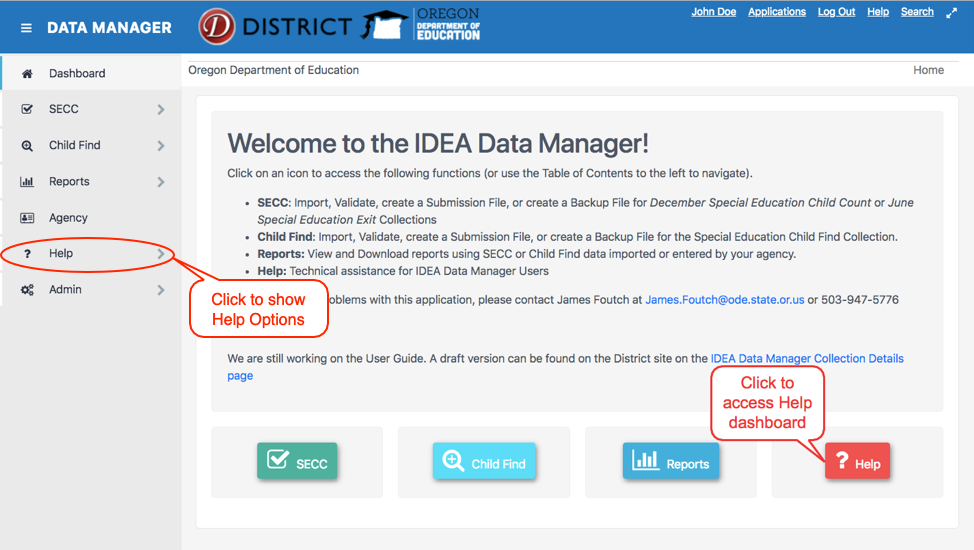 DATA MANAGER
D DISTRICT
OREGON
DEPARTMENT OF
EDUCATION
John Doe Applications Log Out Help Search
Dashboard
SECC
Child Find
Reports
Agency
? Help
Admin
Oregon Department of Education
Home
Welcome to the IDEA Data Manager!
Click on an icon to access the following functions (or use the Table of Contents to the left to navigate).
• SECC: Import, Validate, create a Submission File, or create a Backup File for December Special Education Child Count or June
Special Education Exit Collections
• Child Find: Import, Validate, create a Submission File, or create a Backup File for the Special Education Child Find Collection.
• Reports: View and Download reports using SECC or Child Find data imported or entered by your agency.
• Help: Technical assistance for IDEA Data Manager Users
with this application, please contact James Foutch at James.Foutch@ode.state.or.us or 503-947-5776
Click to show
Help Options
We are still working on the User Guide. A draft version can be found on the District site on the IDEA Data Manager Collection Details
page
Click to
access Help
dashboard
SECC
Child Find
Reports
? Help